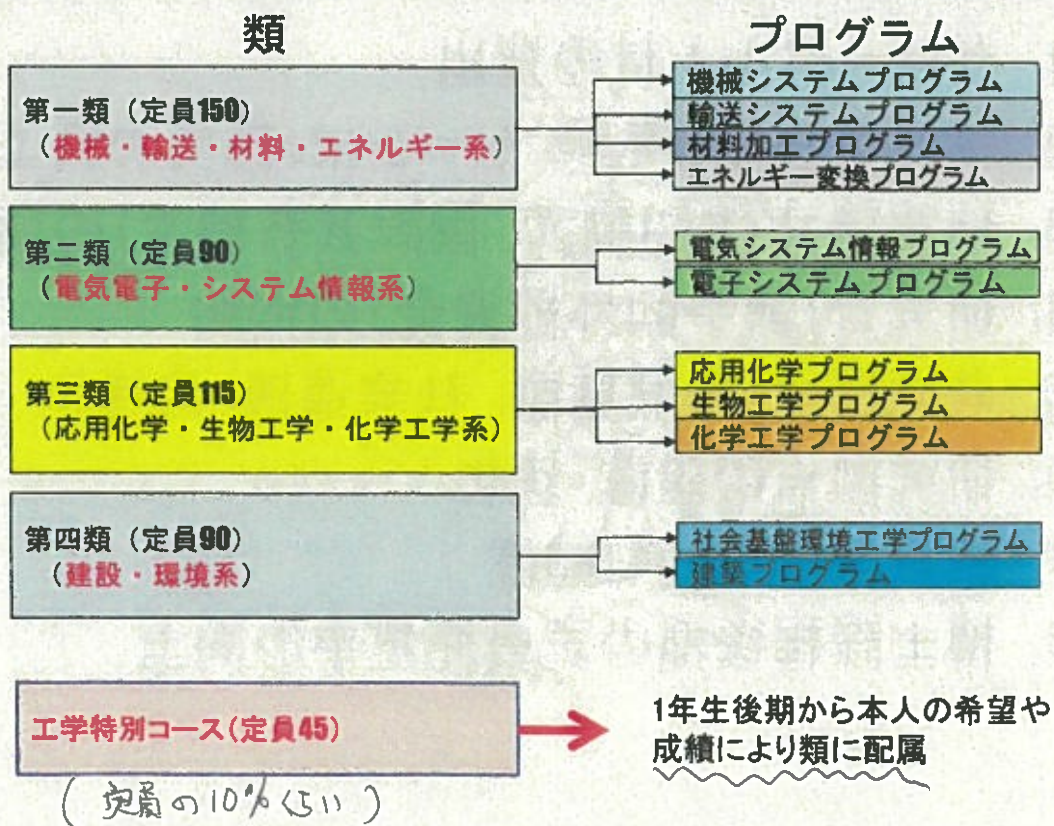 類
プログラム
第一類（定員150）
（機械・輸送・材料・エネルギー系）
機械システムプログラム
輸送システムプログラム
材料加工プログラム
エネルギー変換プログラム
第二類（定員90）
（電気電子・システム情報系）
電気システム情報プログラム
電子システムプログラム
第三類（定員115）
（応用化学・生物工学・化学工学系）
応用化学プログラム
生物工学プログラム
化学工学プログラム
第四類（定員90）
（建設・環境系）
社会基盤環境工学プログラム
建築プログラム
工学特別コース（定員45）
1年生後期から本人の希望や
成績により類に配属
（定員の10%くらい）